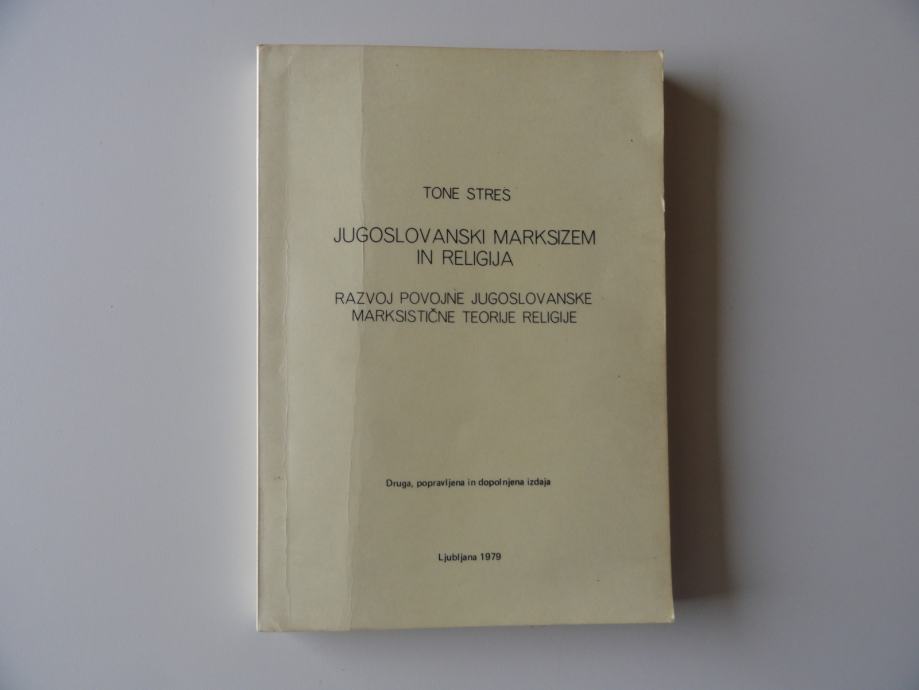 TONE STRES
JUGOSLOVANSKI MARKSIZEM
IN RELIGIJA
RAZVOJ POVOJNE JUGOSLOVANSKE
MARKSISTIČNE TEORIJE RELIGIJE
Druga, popravljena in dopolnjena izdaja
Ljubljana 1979